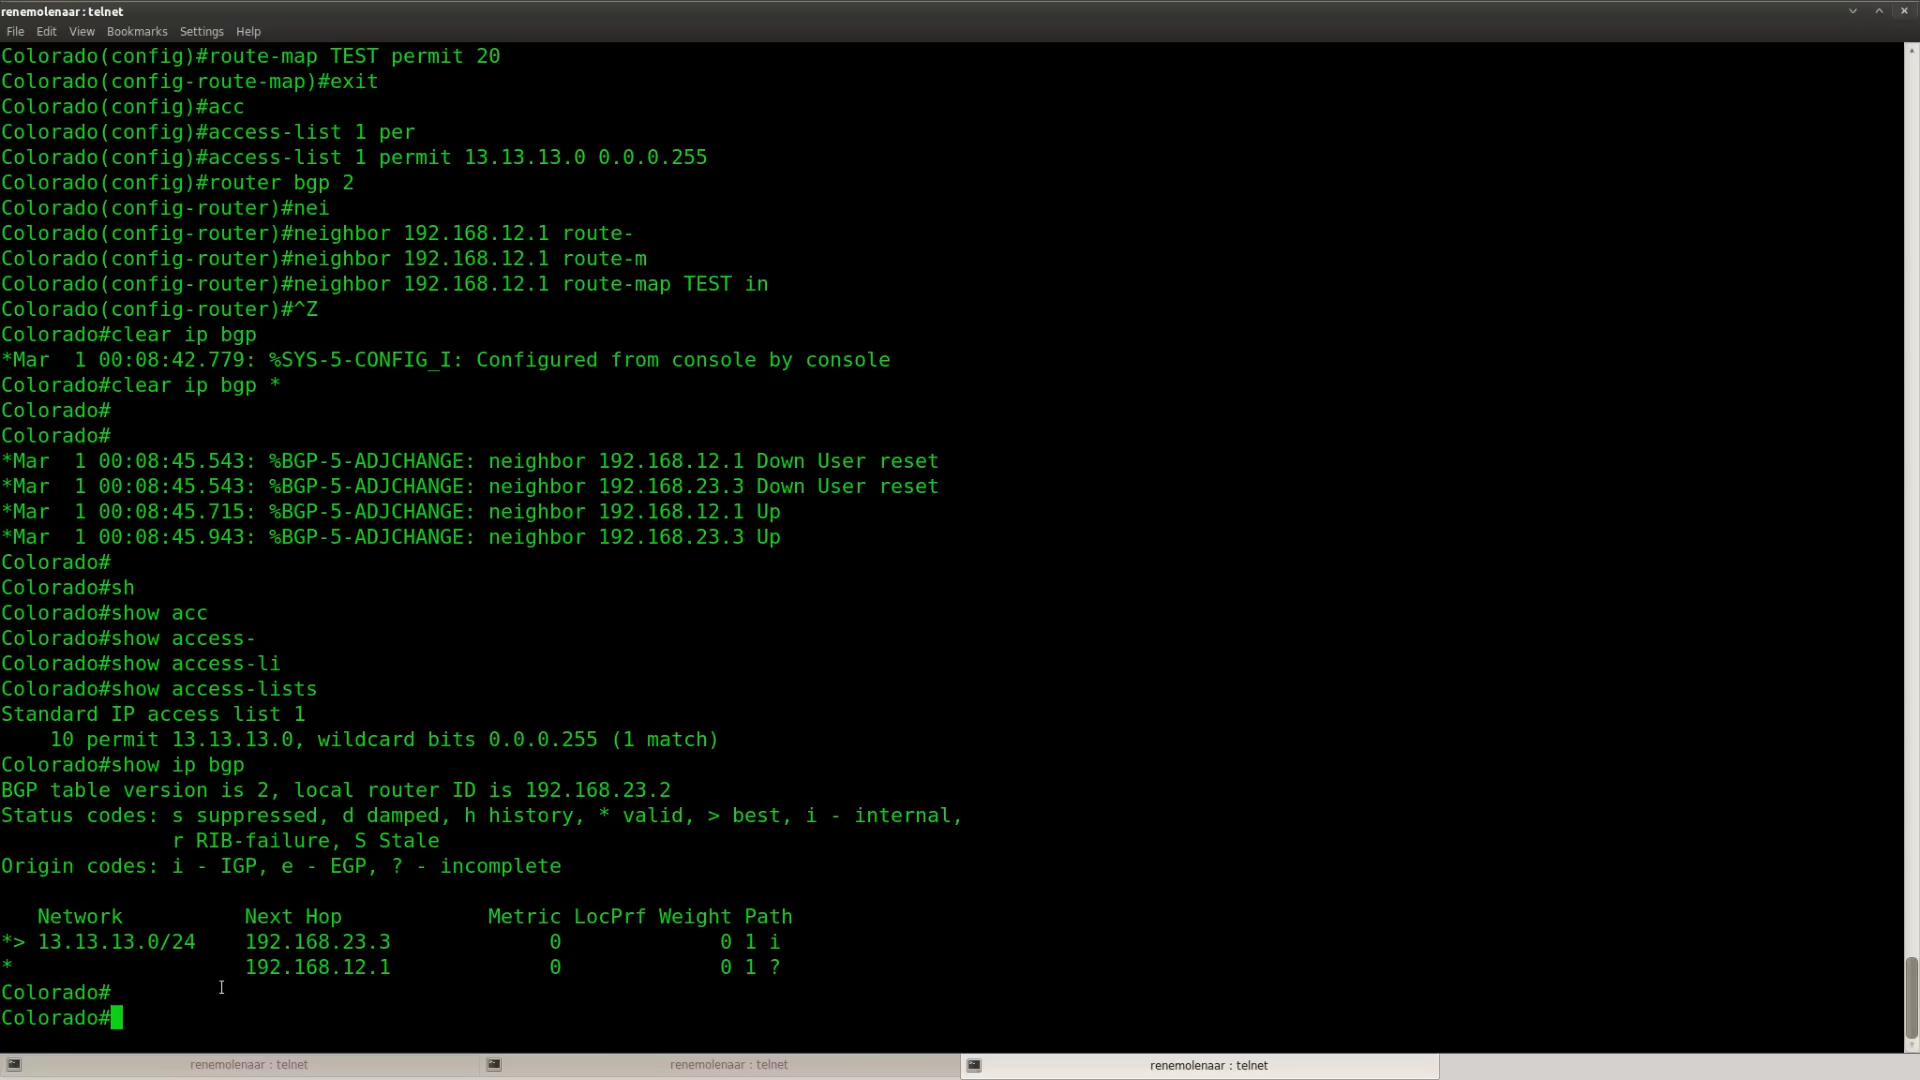 renemolenaar : telnet
File Edit View Bookmarks Settings Help
Colorado(config)#route-map TEST permit 20
Colorado(config-route-map)#exit
Colorado(config)#acc
Colorado(config)#access-list 1 per
Colorado(config)#access-list 1 permit 13.13.13.0 0.0.0.255
Colorado(config)#router bgp 2
Colorado(config-router)#nei
Colorado(config-router)#neighbor 192.168.12.1 route-
Colorado(config-router)#neighbor 192.168.12.1 route-m
Colorado(config-router)#neighbor 192.168.12.1 route-map TEST in
Colorado(config-router)#^Z
Colorado#clear ip bgp
*Mar  1 00:08:42.779: %SYS-5-CONFIG_I: Configured from console by console
Colorado#clear ip bgp *
Colorado#
Colorado#
*Mar  1 00:08:45.543: %BGP-5-ADJCHANGE: neighbor 192.168.12.1 Down User reset
*Mar  1 00:08:45.543: %BGP-5-ADJCHANGE: neighbor 192.168.23.3 Down User reset
*Mar  1 00:08:45.715: %BGP-5-ADJCHANGE: neighbor 192.168.12.1 Up
*Mar  1 00:08:45.943: %BGP-5-ADJCHANGE: neighbor 192.168.23.3 Up
Colorado#
Colorado#sh
Colorado#show acc
Colorado#show access-
Colorado#show access-li
Colorado#show access-lists
Standard IP access list 1
    10 permit 13.13.13.0, wildcard bits 0.0.0.255 (1 match)
Colorado#show ip bgp
BGP table version is 2, local router ID is 192.168.23.2
Status codes: s suppressed, d damped, h history, * valid, > best, i - internal,
              r RIB-failure, S Stale
Origin codes: i - IGP, e - EGP, ? - incomplete
   Network          Next Hop            Metric LocPrf Weight Path
*> 13.13.13.0/24    192.168.23.3             0             0 1 i
*                   192.168.12.1             0             0 1 ?
Colorado#
Colorado#
renemolenaar : telnet renemolenaar : telnet renemolenaar : telnet